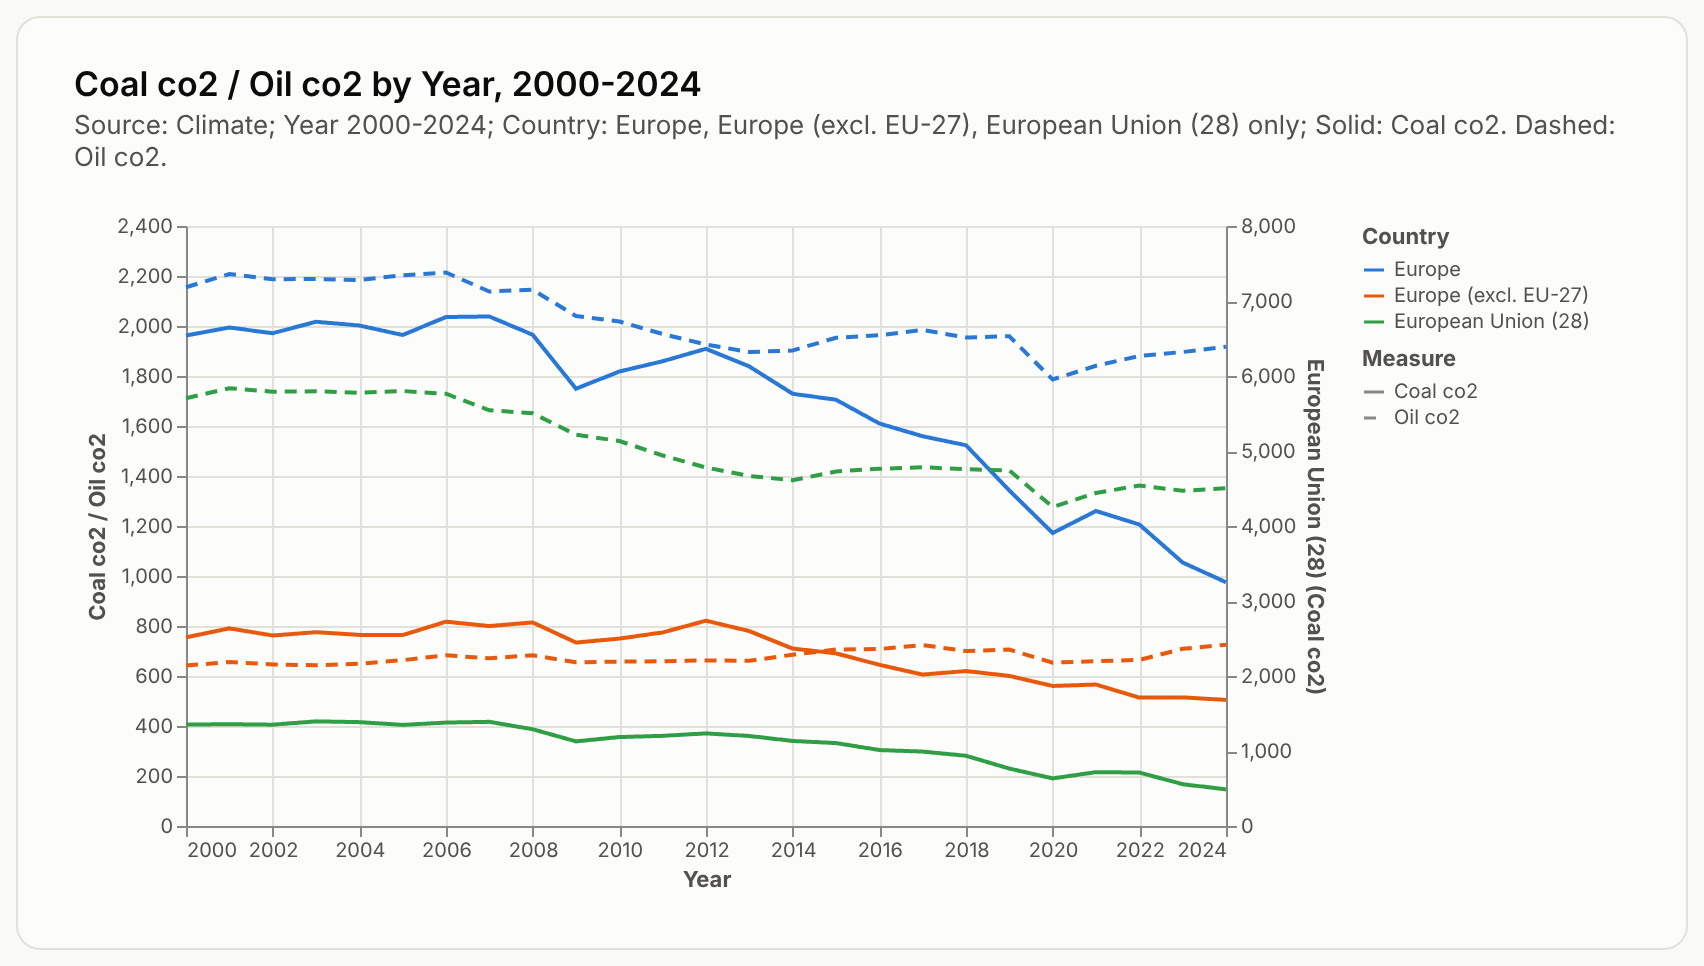 Coal co2 / Oil co2 by Year, 2000-2024
Source: Climate; Year 2000-2024; Country: Europe, Europe (excl. EU-27), European Union (28) only; Solid: Coal co2. Dashed:
Oil co2.
2,400
2,200
2,000
1,800
1,600
1,400
1,200
1,000
800
600
400
200
0
Coal co2 / Oil co2
8,000
7,000
6,000
5,000
4,000
3,000
2,000
1,000
0
European Union (28) (Coal co2)
2000 2002 2004 2006 2008 2010 2012 2014 2016 2018 2020 2022 2024
Year
Country
Europe
Europe (excl. EU-27)
European Union (28)
Measure
Coal co2
Oil co2